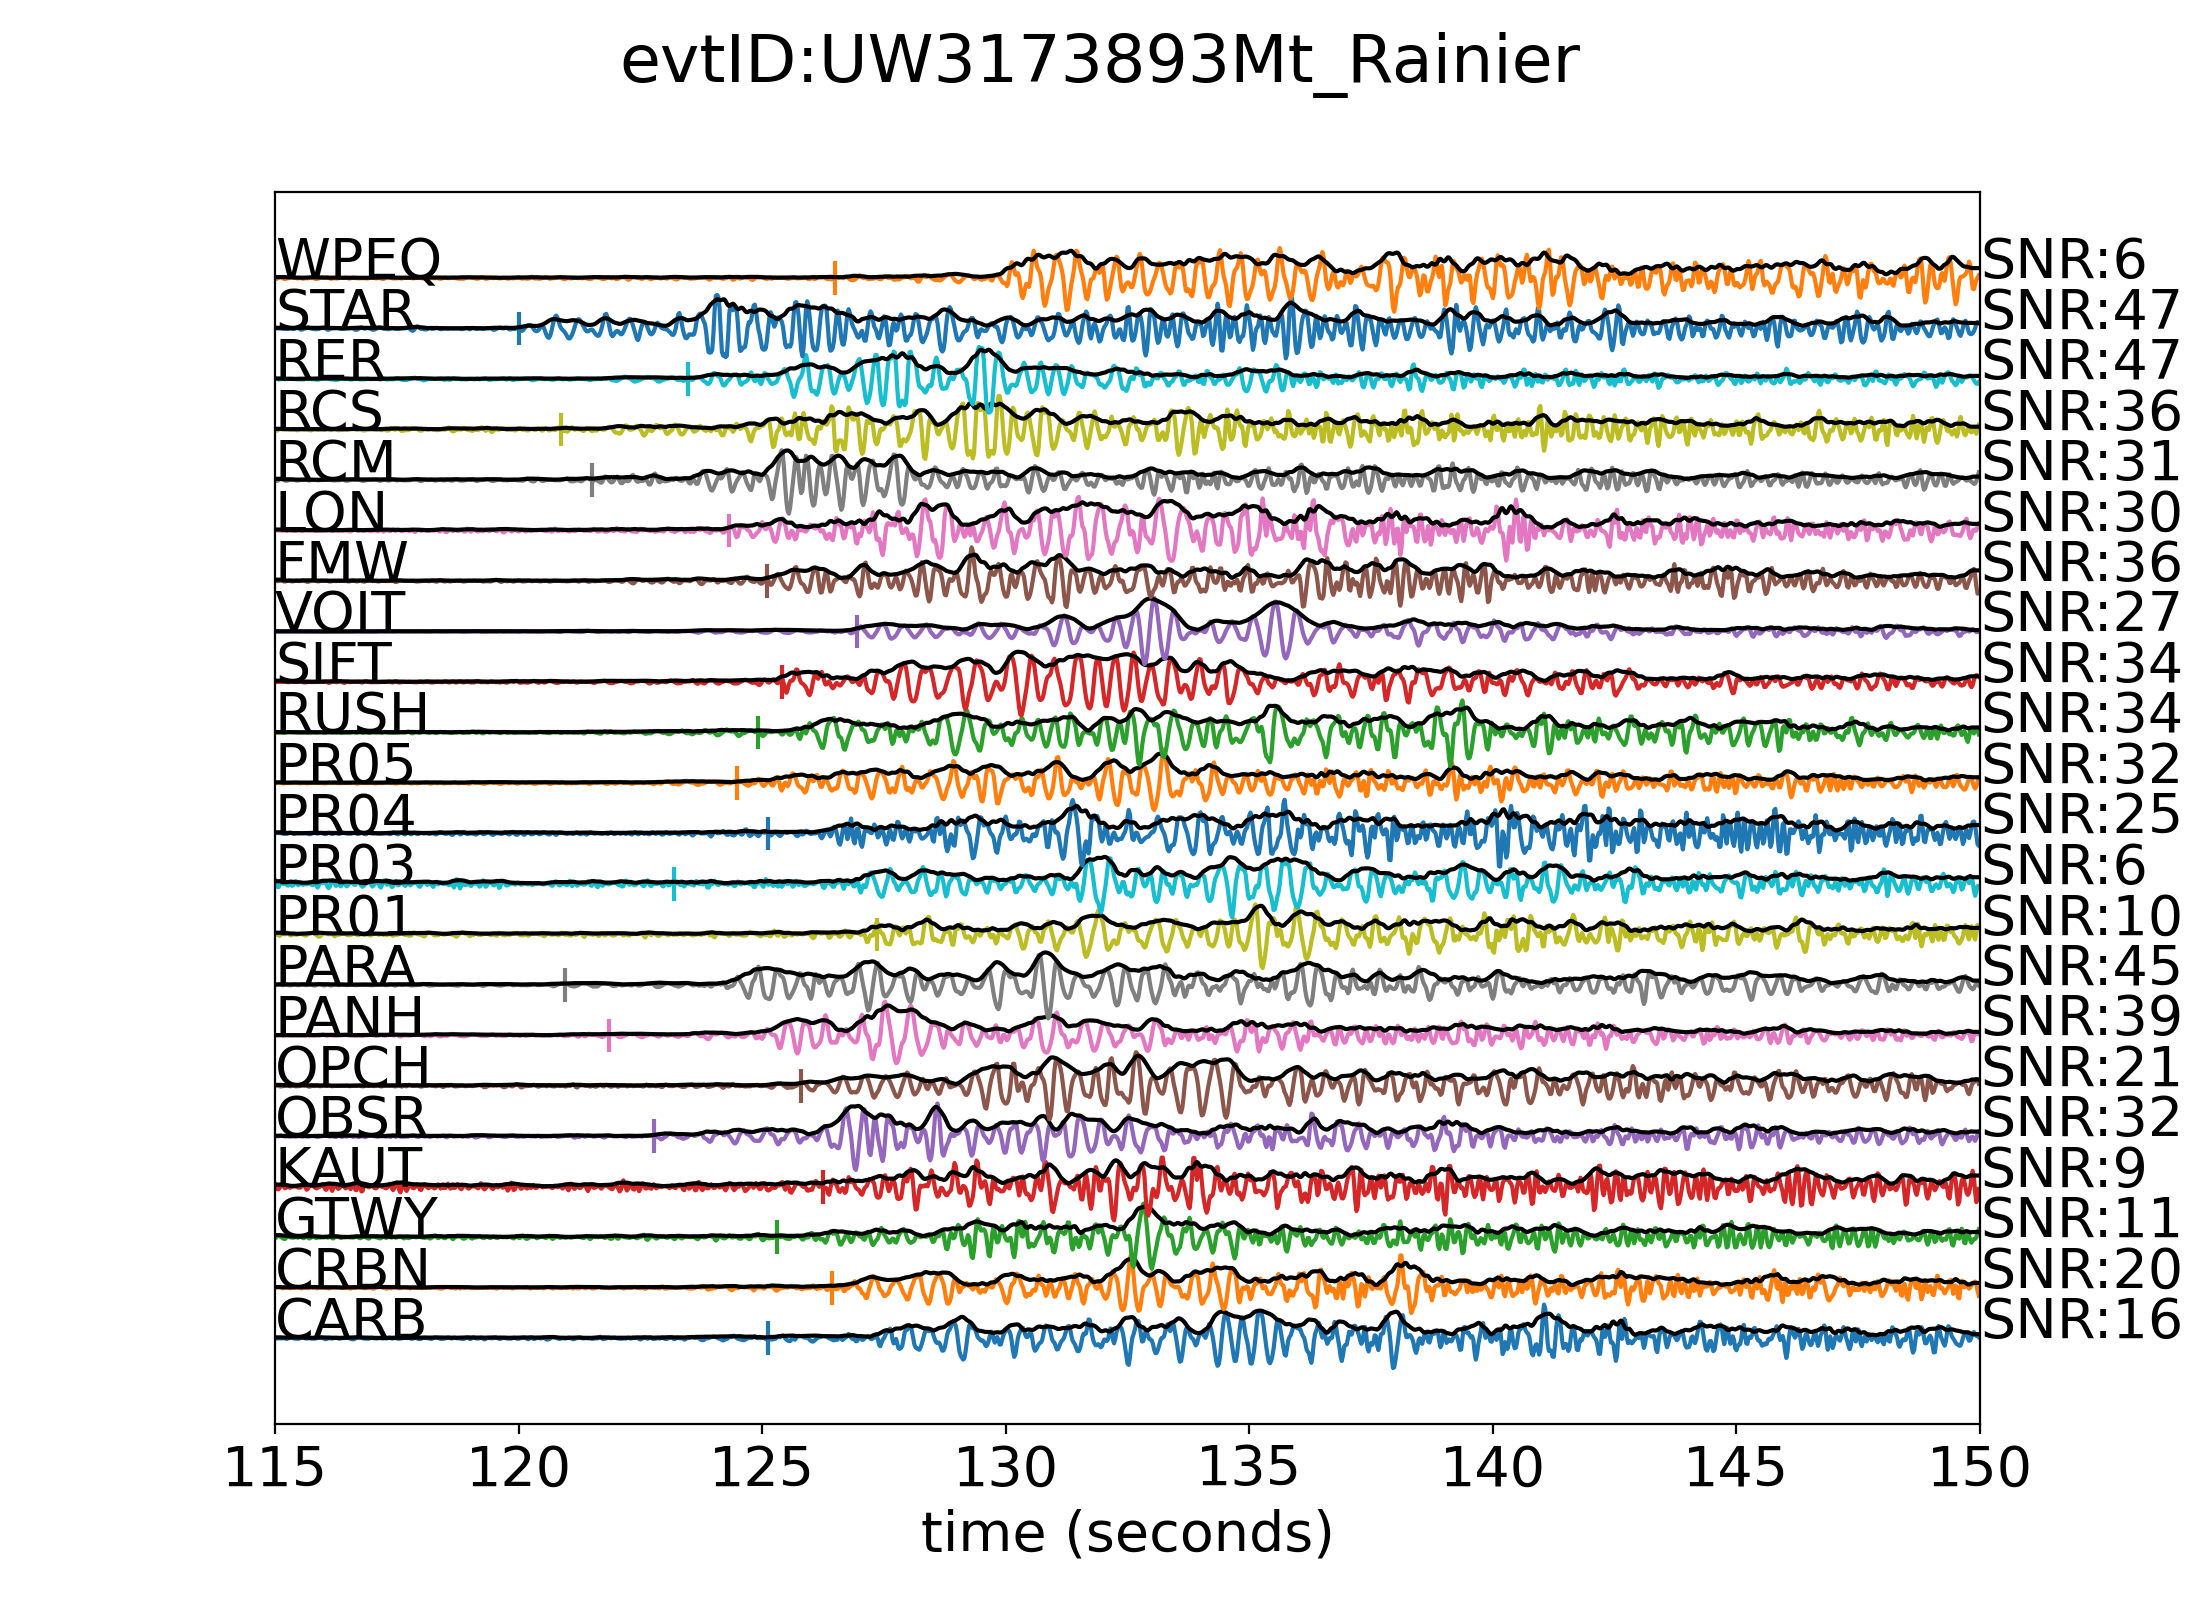 evtID:UW3173893Mt_Rainier
WPEQ SNR:6
STAR SNR:47
RER SNR:47
RCS SNR:36
RCM SNR:31
LON SNR:30
FMW SNR:36
VOIT SNR:27
SIFT SNR:34
RUSH SNR:34
PR05 SNR:32
PR04 SNR:25
PR03 SNR:6
PR01 SNR:10
PARA SNR:45
PANH SNR:39
OPCH SNR:21
OBSR SNR:32
KAUT SNR:9
GTWY SNR:11
CRBN SNR:20
CARB SNR:16
115 120 125 130 135 140 145 150
time (seconds)